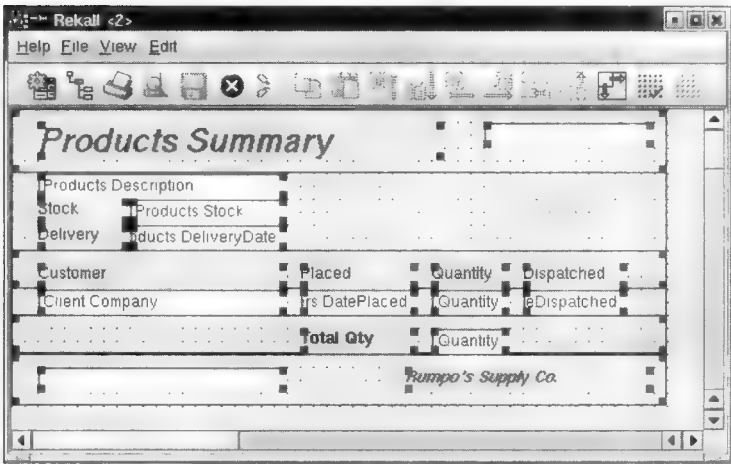 Rekall <2>
Help File View Edit
Products Summary
Products Description
Stock Products Stock
Delivery oducts DeliveryDate
Customer Placed Quantity Dispatched
Client Company rs DatePlaced Quantity eDispatched
Total Qty Quantity
Rumpo's Supply Co.